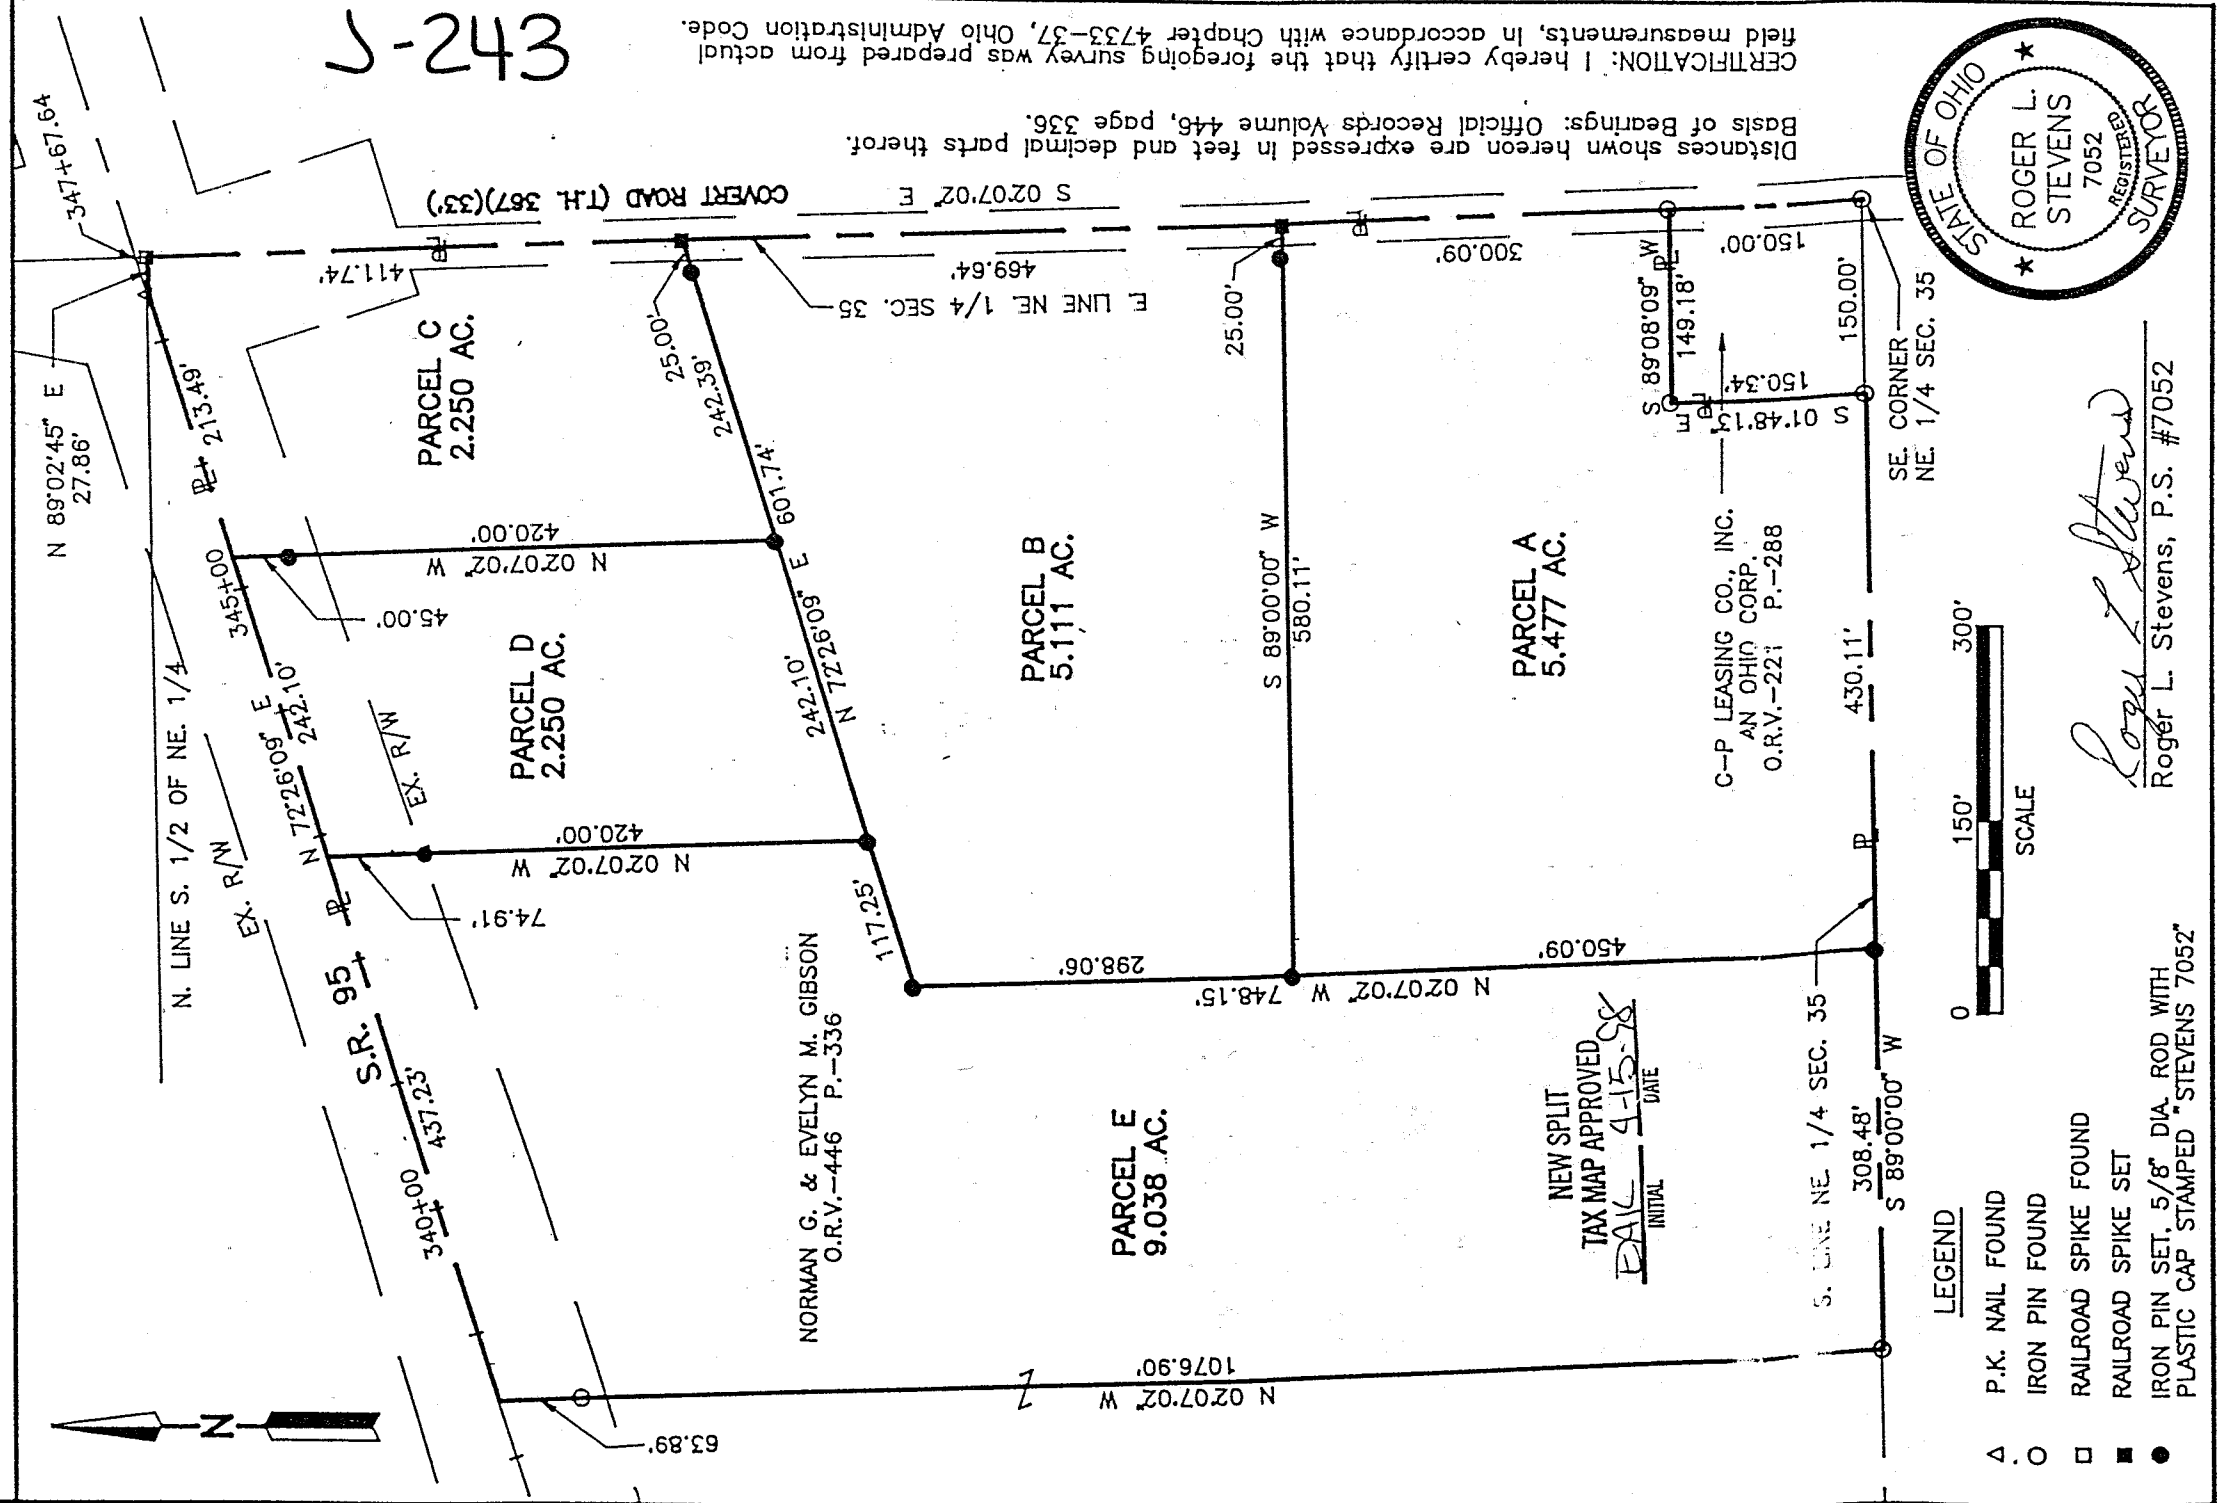 J-243
CERTIFICATION: I hereby certify that the foregoing survey was prepared from actual
field measurements, in accordance with Chapter 4733-37, Ohio Administration Code.
Distances shown hereon are expressed in feet and decimal parts therof.
Basis of Bearings: Official Records Volume 446, page 336.
STATE OF OHIO
ROGER L.
STEVENS
7052
REGISTERED
SURVEYOR
347+67.64
N 89°02'45" E
27.86'
N. LINE S. 1/2 OF NE. 1/4
EX. R/W
EX. R/W
S.R. 95
340+00
437.23'
N 72°26'09" E
242.10'
345+00
213.49'
COVERT ROAD (T.H. 367)(33')
S 02°07'02" E
411.74'
469.64'
300.09'
150.00'
E. LINE NE. 1/4 SEC. 35
PARCEL C
2.250 AC.
25.00'
242.39'
601.74'
420.00'
N 02°07'02" W
45.00'
PARCEL D
2.250 AC.
242.10'
N 72°26'09" E
420.00'
N 02°07'02" W
74.91'
117.25'
PARCEL B
5.111 AC.
25.00'
S 89°00'00" W
580.11'
298.06'
748.15'
N 02°07'02" W
450.09'
PARCEL A
5.477 AC.
S 89°08'09" W
149.18'
150.34'
S 01°48'13" E
150.00'
C-P LEASING CO., INC.
AN OHIO CORP.
O.R.V.-221 P.-288
SE. CORNER
NE. 1/4 SEC. 35
430.11'
NORMAN G. & EVELYN M. GIBSON
O.R.V.-446 P.-336
PARCEL E
9.038 AC.
NEW SPLIT
TAX MAP APPROVED
4-15-98
INITIAL DATE
S. LINE NE. 1/4 SEC. 35
308.48'
S 89°00'00" W
1076.90'
N 02°07'02" W
63.89'
N
LEGEND
P.K. NAIL FOUND
IRON PIN FOUND
RAILROAD SPIKE FOUND
RAILROAD SPIKE SET
IRON PIN SET, 5/8" DIA. ROD WITH
PLASTIC CAP STAMPED "STEVENS 7052"
0 150' 300'
SCALE
Roger L Stevens
Roger L. Stevens, P.S. #7052